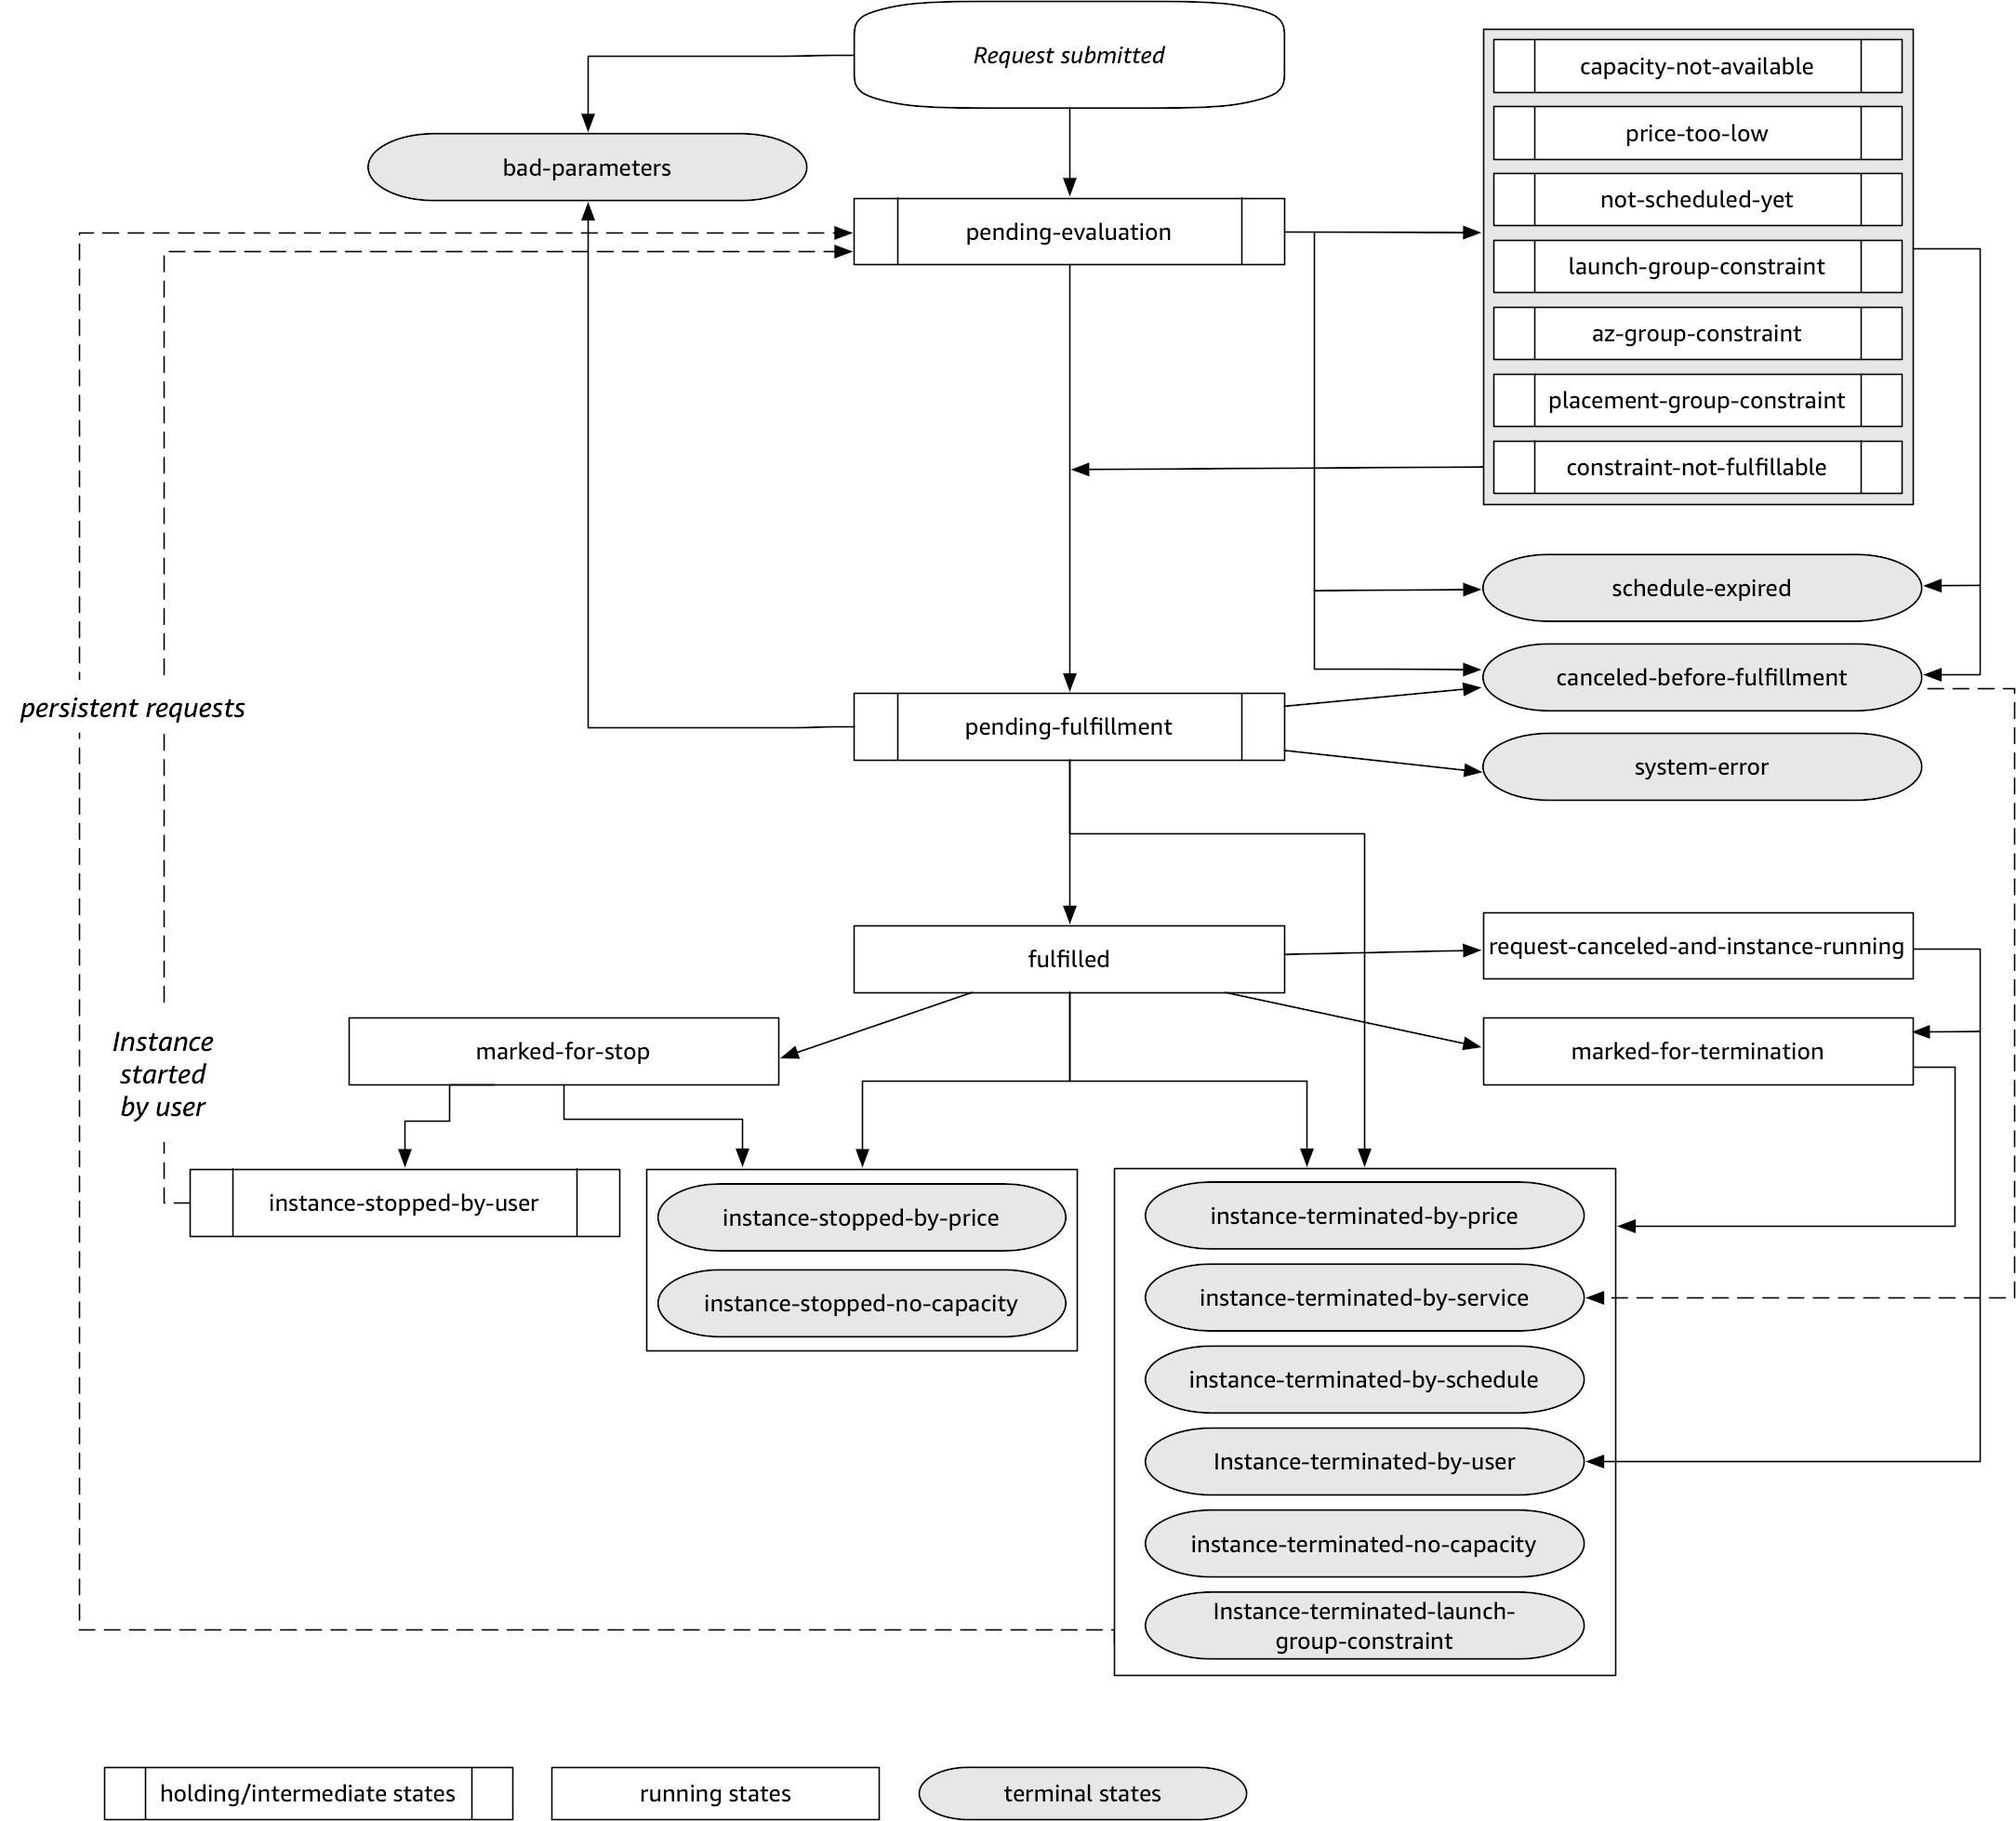 Request submitted
bad-parameters
pending-evaluation
capacity-not-available
price-too-low
not-scheduled-yet
launch-group-constraint
az-group-constraint
placement-group-constraint
constraint-not-fulfillable
schedule-expired
canceled-before-fulfillment
system-error
persistent requests
pending-fulfillment
fulfilled
request-canceled-and-instance-running
marked-for-stop
marked-for-termination
Instance
started
by user
instance-stopped-by-user
instance-stopped-by-price
instance-stopped-no-capacity
instance-terminated-by-price
instance-terminated-by-service
instance-terminated-by-schedule
Instance-terminated-by-user
instance-terminated-no-capacity
Instance-terminated-launch-
group-constraint
holding/intermediate states
running states
terminal states